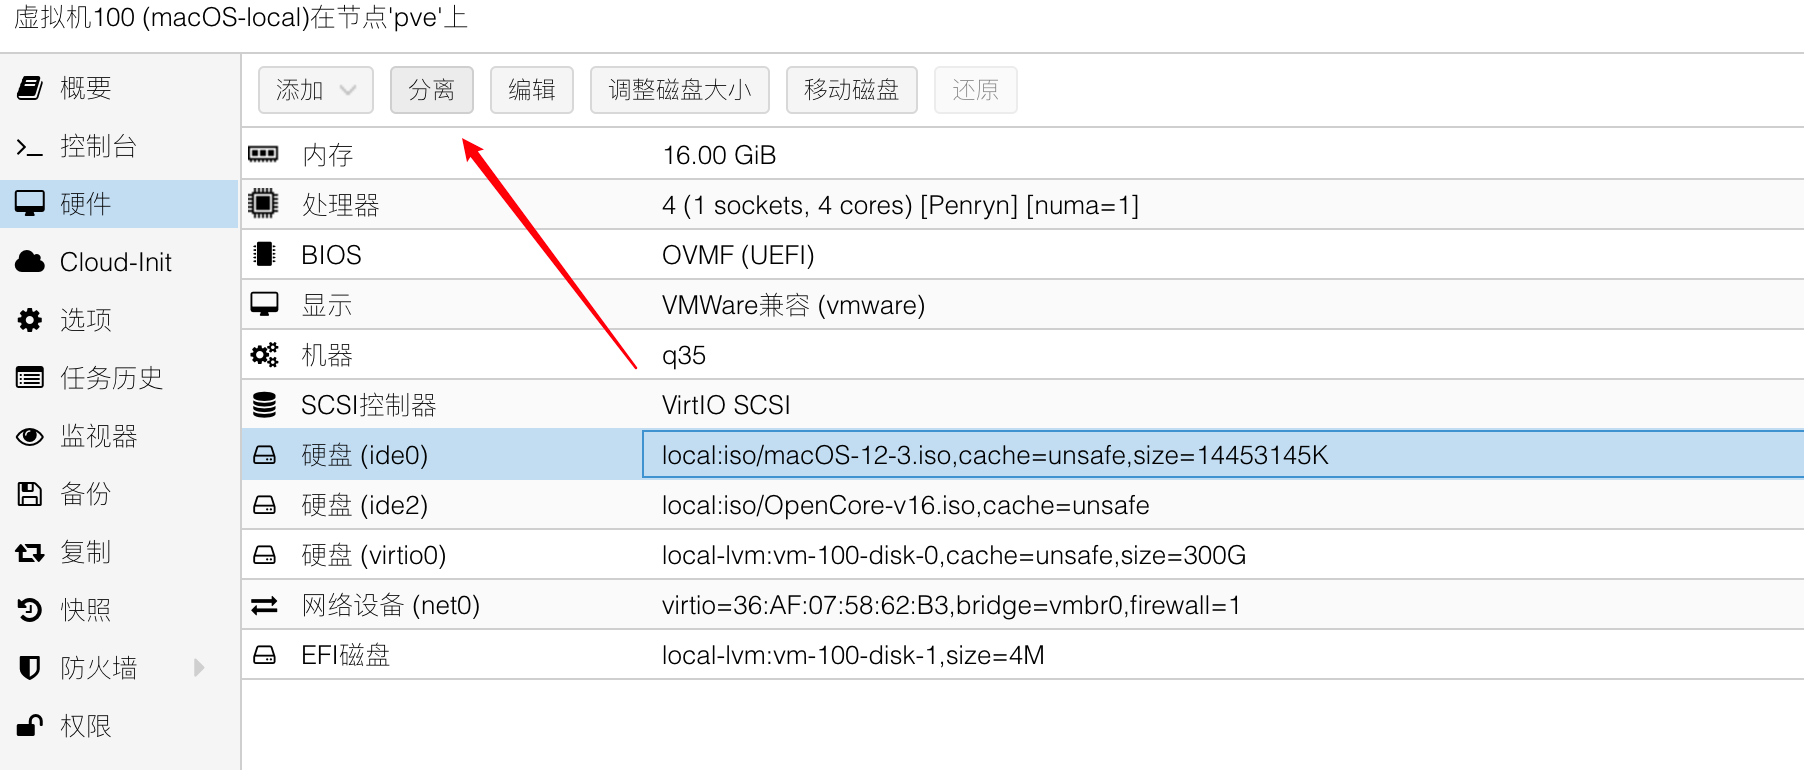 虚拟机100 (macOS-local)在节点'pve'上
概要
控制台
硬件
Cloud-Init
选项
任务历史
监视器
备份
复制
快照
防火墙
权限
添加 分离 编辑 调整磁盘大小 移动磁盘 还原
内存 16.00 GiB
处理器 4 (1 sockets, 4 cores) [Penryn] [numa=1]
BIOS OVMF (UEFI)
显示 VMWare兼容 (vmware)
机器 q35
SCSI控制器 VirtIO SCSI
硬盘 (ide0) local:iso/macOS-12-3.iso,cache=unsafe,size=14453145K
硬盘 (ide2) local:iso/OpenCore-v16.iso,cache=unsafe
硬盘 (virtio0) local-lvm:vm-100-disk-0,cache=unsafe,size=300G
网络设备 (net0) virtio=36:AF:07:58:62:B3,bridge=vmbr0,firewall=1
EFI磁盘 local-lvm:vm-100-disk-1,size=4M